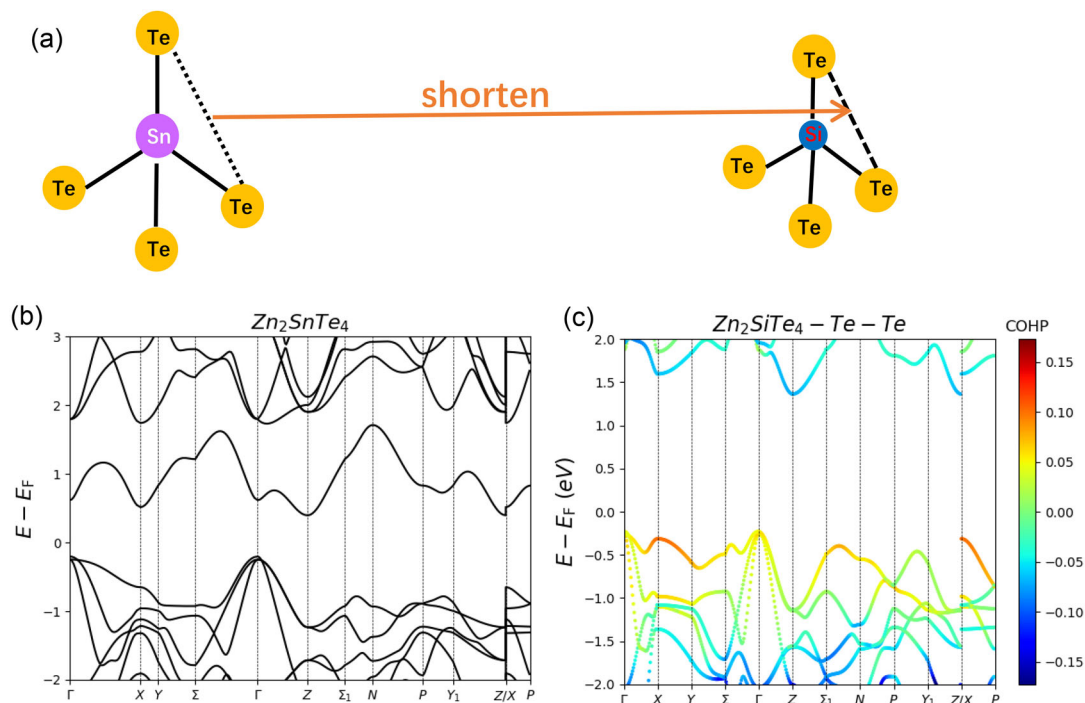 (a)
Te
Te
shorten
Sn
Si
Te
Te
Te
Te
Te
Te
(b)
Zn₂SnTe₄
(c)
Zn₂SiTe₄ − Te − Te
COHP
3
2
1
0
−1
−2
E − E_F
Γ X Y Σ Γ Z Σ₁ N P Y₁ Z/X P
2.0
1.5
1.0
0.5
0.0
−0.5
−1.0
−1.5
−2.0
E − E_F (eV)
Γ X Y Σ Γ Z Σ₁ N P Y₁ Z/X P
0.15
0.10
0.05
0.00
−0.05
−0.10
−0.15